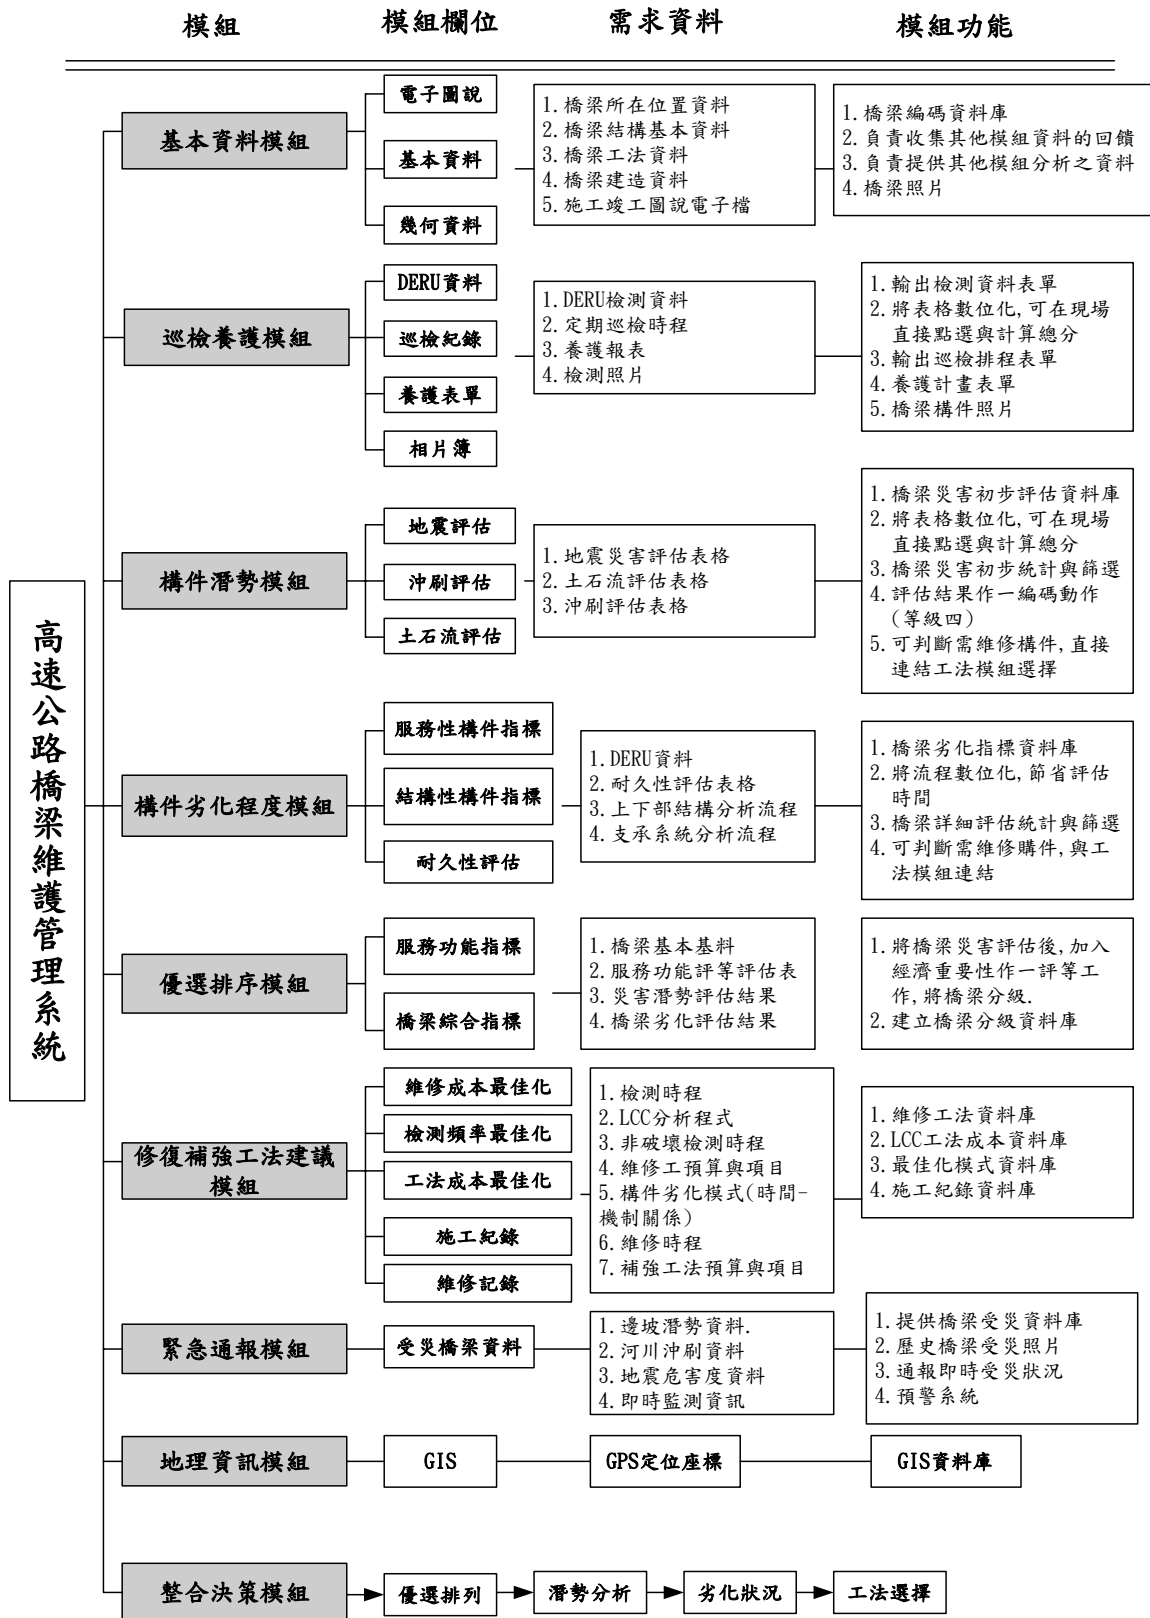 模組
模組欄位
需求資料
模組功能
高速公路橋梁維護管理系統
基本資料模組
電子圖說
基本資料
幾何資料
1.橋梁所在位置資料
2.橋梁結構基本資料
3.橋梁工法資料
4.橋梁建造資料
5.施工竣工圖說電子檔
1.橋梁編碼資料庫
2.負責收集其他模組資料的回饋
3.負責提供其他模組分析之資料
4.橋梁照片
巡檢養護模組
DERU資料
巡檢紀錄
養護表單
相片簿
1.DERU檢測資料
2.定期巡檢時程
3.養護報表
4.檢測照片
1.輸出檢測資料表單
2.將表格數位化,可在現場
直接點選與計算總分
3.輸出巡檢排程表單
4.養護計畫表單
5.橋梁構件照片
構件潛勢模組
地震評估
沖刷評估
土石流評估
1.地震災害評估表格
2.土石流評估表格
3.沖刷評估表格
1.橋梁災害初步評估資料庫
2.將表格數位化,可在現場
直接點選與計算總分
3.橋梁災害初步統計與篩選
4.評估結果作一編碼動作
(等級四)
5.可判斷需維修構件,直接
連結工法模組選擇
構件劣化程度模組
服務性構件指標
結構性構件指標
耐久性評估
1.DERU資料
2.耐久性評估表格
3.上下部結構分析流程
4.支承系統分析流程
1.橋梁劣化指標資料庫
2.將流程數位化,節省評估
時間
3.橋梁詳細評估統計與篩選
4.可判斷需維修購件,與工
法模組連結
優選排序模組
服務功能指標
橋梁綜合指標
1.橋梁基本基料
2.服務功能評等評估表
3.災害潛勢評估結果
4.橋梁劣化評估結果
1.將橋梁災害評估後,加入
經濟重要性作一評等工
作,將橋梁分級.
2.建立橋梁分級資料庫
修復補強工法建議
模組
維修成本最佳化
檢測頻率最佳化
工法成本最佳化
施工紀錄
維修記錄
1.檢測時程
2.LCC分析程式
3.非破壞檢測時程
4.維修工預算與項目
5.構件劣化模式(時間-
機制關係)
6.維修時程
7.補強工法預算與項目
1.維修工法資料庫
2.LCC工法成本資料庫
3.最佳化模式資料庫
4.施工紀錄資料庫
緊急通報模組
受災橋梁資料
1.邊坡潛勢資料.
2.河川沖刷資料
3.地震危害度資料
4.即時監測資訊
1.提供橋梁受災資料庫
2.歷史橋梁受災照片
3.通報即時受災狀況
4.預警系統
地理資訊模組
GIS
GPS定位座標
GIS資料庫
整合決策模組
優選排列
潛勢分析
劣化狀況
工法選擇